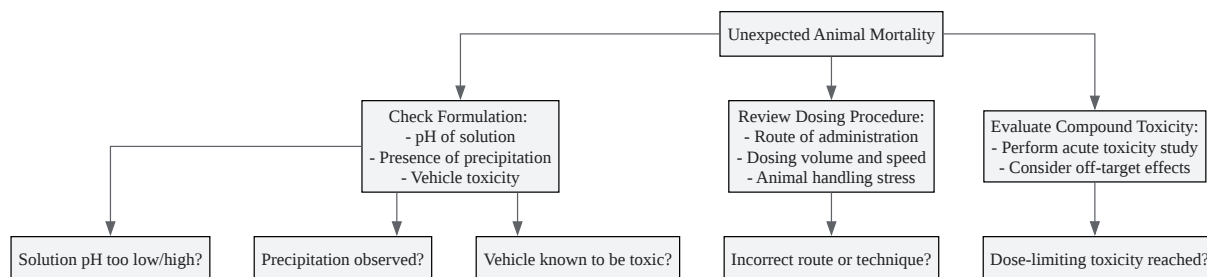 Unexpected Animal Mortality
Check Formulation:
- pH of solution
- Presence of precipitation
- Vehicle toxicity
Review Dosing Procedure:
- Route of administration
- Dosing volume and speed
- Animal handling stress
Evaluate Compound Toxicity:
- Perform acute toxicity study
- Consider off-target effects
Solution pH too low/high?
Precipitation observed?
Vehicle known to be toxic?
Incorrect route or technique?
Dose-limiting toxicity reached?